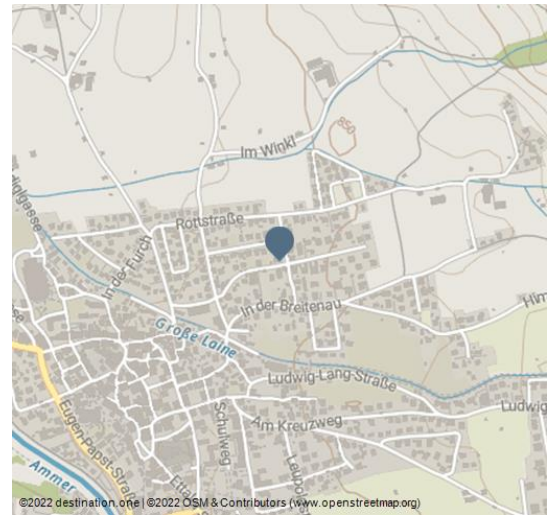 Im Winkl
850
Rottstraße
In der Furch
In der Breitenau
Große Laine
Ludwig-Lang-Straße
Ludwig
Am Kreuzweg
Schulweg
Eugen-Papst-Straße
Ammer
©2022 destination.one | ©2022 OSM & Contributors (www.openstreetmap.org)